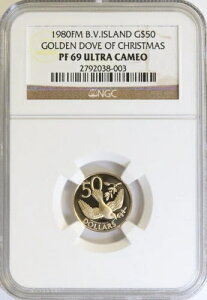 1980FM B.V.ISLAND G$50
GOLDEN DOVE OF CHRISTMAS
PF 69 ULTRA CAMEO
2792038-003
NGC
50
DOLLARS